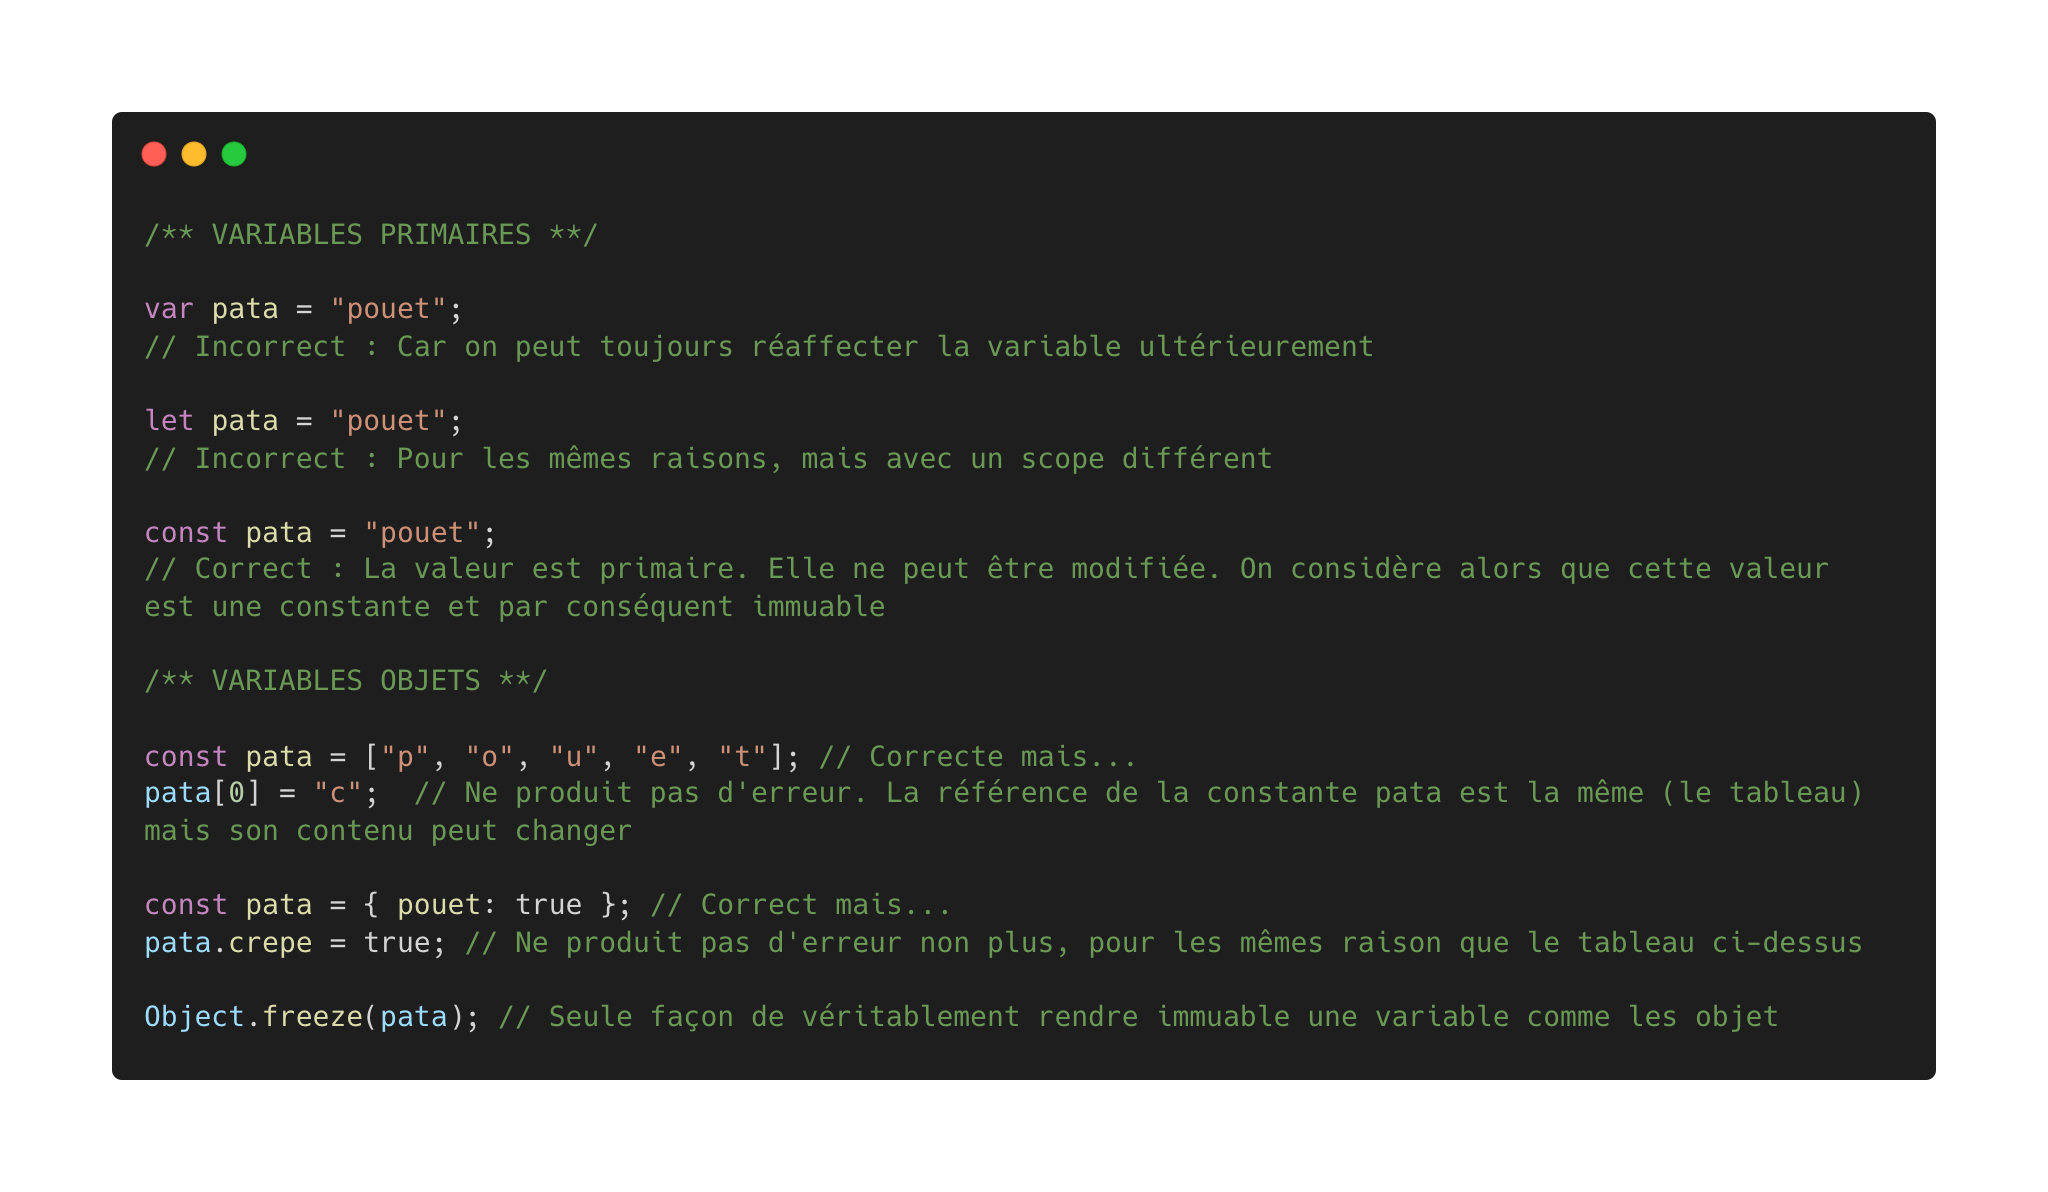 /** VARIABLES PRIMAIRES **/
var pata = "pouet";
// Incorrect : Car on peut toujours réaffecter la variable ultérieurement
let pata = "pouet";
// Incorrect : Pour les mêmes raisons, mais avec un scope différent
const pata = "pouet";
// Correct : La valeur est primaire. Elle ne peut être modifiée. On considère alors que cette valeur
est une constante et par conséquent immuable
/** VARIABLES OBJETS **/
const pata = ["p", "o", "u", "e", "t"]; // Correcte mais...
pata[0] = "c";  // Ne produit pas d'erreur. La référence de la constante pata est la même (le tableau)
mais son contenu peut changer
const pata = { pouet: true }; // Correct mais...
pata.crepe = true; // Ne produit pas d'erreur non plus, pour les mêmes raison que le tableau ci-dessus
Object.freeze(pata); // Seule façon de véritablement rendre immuable une variable comme les objet